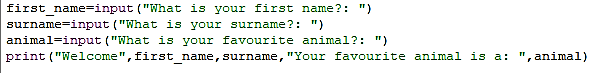 first_name=input("What is your first name?: ")
surname=input("What is your surname?: ")
animal=input("What is your favourite animal?: ")
print("Welcome",first_name,surname,"Your favourite animal is a: ",animal)